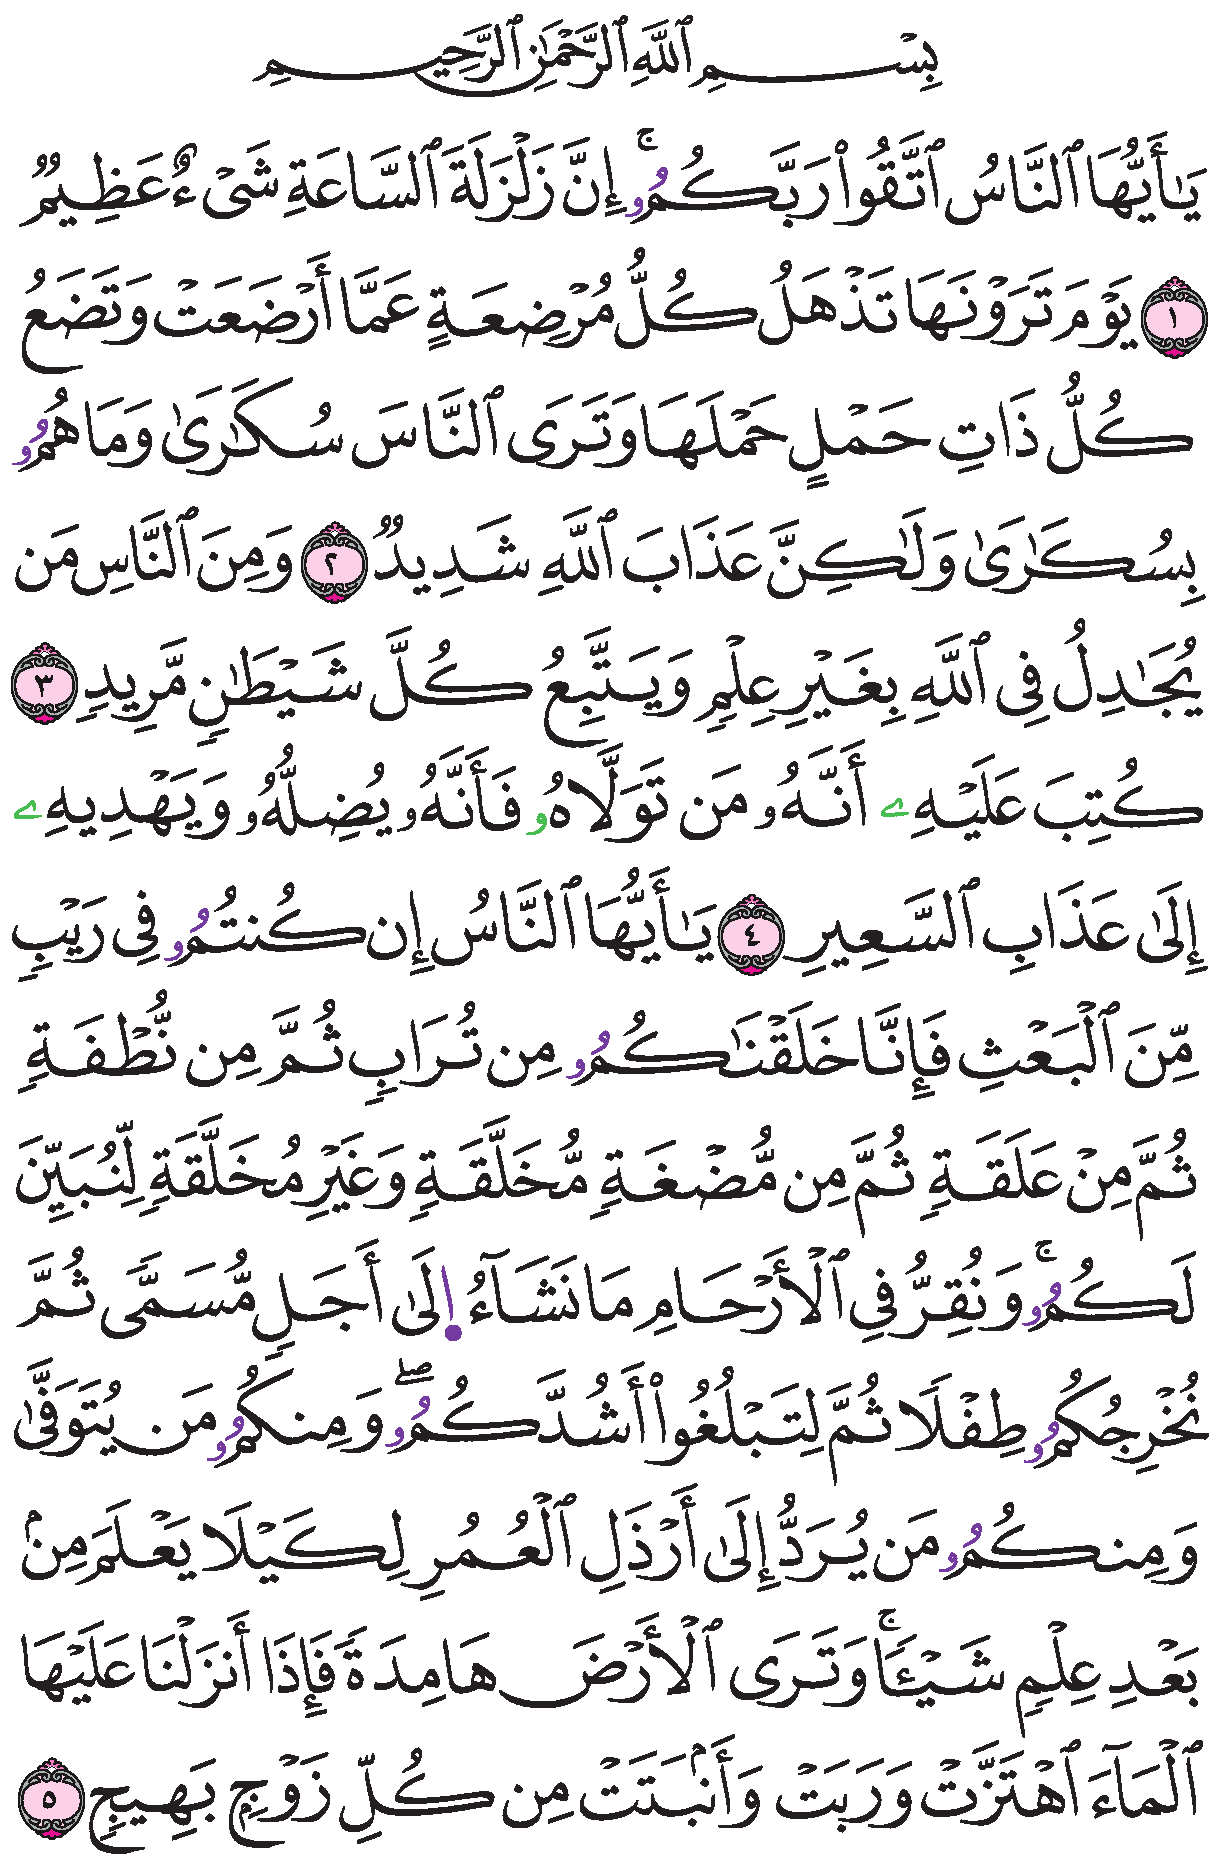 بِسْمِ ٱللَّهِ ٱلرَّحْمَٰنِ ٱلرَّحِيمِ
يَٰأَيُّهَا ٱلنَّاسُ ٱتَّقُواْ رَبَّكُمُۥۚ إِنَّ زَلْزَلَةَ ٱلسَّاعَةِ شَىْءٌ عَظِيمٞ
١ يَوْمَ تَرَوْنَهَا تَذْهَلُ كُلُّ مُرْضِعَةٍ عَمَّا أَرْضَعَتْ وَتَضَعُ
كُلُّ ذَاتِ حَمْلٍ حَمْلَهَا وَتَرَى ٱلنَّاسَ سُكَٰرَىٰ وَمَا هُمُۥ
بِسُكَٰرَىٰ وَلَٰكِنَّ عَذَابَ ٱللَّهِ شَدِيدٞ ٢ وَمِنَ ٱلنَّاسِ مَن
يُجَٰدِلُ فِى ٱللَّهِ بِغَيْرِ عِلْمٖ وَيَتَّبِعُ كُلَّ شَيْطَٰنٖ مَّرِيدٖ ٣
كُتِبَ عَلَيْهِۦ أَنَّهُۥ مَن تَوَلَّاهُۥ فَأَنَّهُۥ يُضِلُّهُۥ وَيَهْدِيهِۦ
إِلَىٰ عَذَابِ ٱلسَّعِيرِ ٤ يَٰأَيُّهَا ٱلنَّاسُ إِن كُنتُمُۥ فِى رَيْبٖ
مِّنَ ٱلْبَعْثِ فَإِنَّا خَلَقْنَٰكُمُۥ مِن تُرَابٖ ثُمَّ مِن نُّطْفَةٖ
ثُمَّ مِنْ عَلَقَةٖ ثُمَّ مِن مُّضْغَةٖ مُّخَلَّقَةٖ وَغَيْرِ مُخَلَّقَةٖ لِّنُبَيِّنَ
لَكُمُۥۚ وَنُقِرُّ فِى ٱلْأَرْحَامِ مَا نَشَآءُ اِلَىٰ أَجَلٖ مُّسَمّٗى ثُمَّ
نُخْرِجُكُمُۥ طِفْلٗا ثُمَّ لِتَبْلُغُواْ أَشُدَّكُمُۥۖ وَمِنكُمُۥ مَن يُتَوَفَّىٰ
وَمِنكُمُۥ مَن يُرَدُّ إِلَىٰ أَرْذَلِ ٱلْعُمُرِ لِكَيْلَا يَعْلَمَ مِنۢ
بَعْدِ عِلْمٖ شَيْـٔٗاۚ وَتَرَى ٱلْأَرْضَ هَامِدَةٗ فَإِذَا أَنزَلْنَا عَلَيْهَا
ٱلْمَآءَ ٱهْتَزَّتْ وَرَبَتْ وَأَنۢبَتَتْ مِن كُلِّ زَوْجِۭ بَهِيجٖ ٥